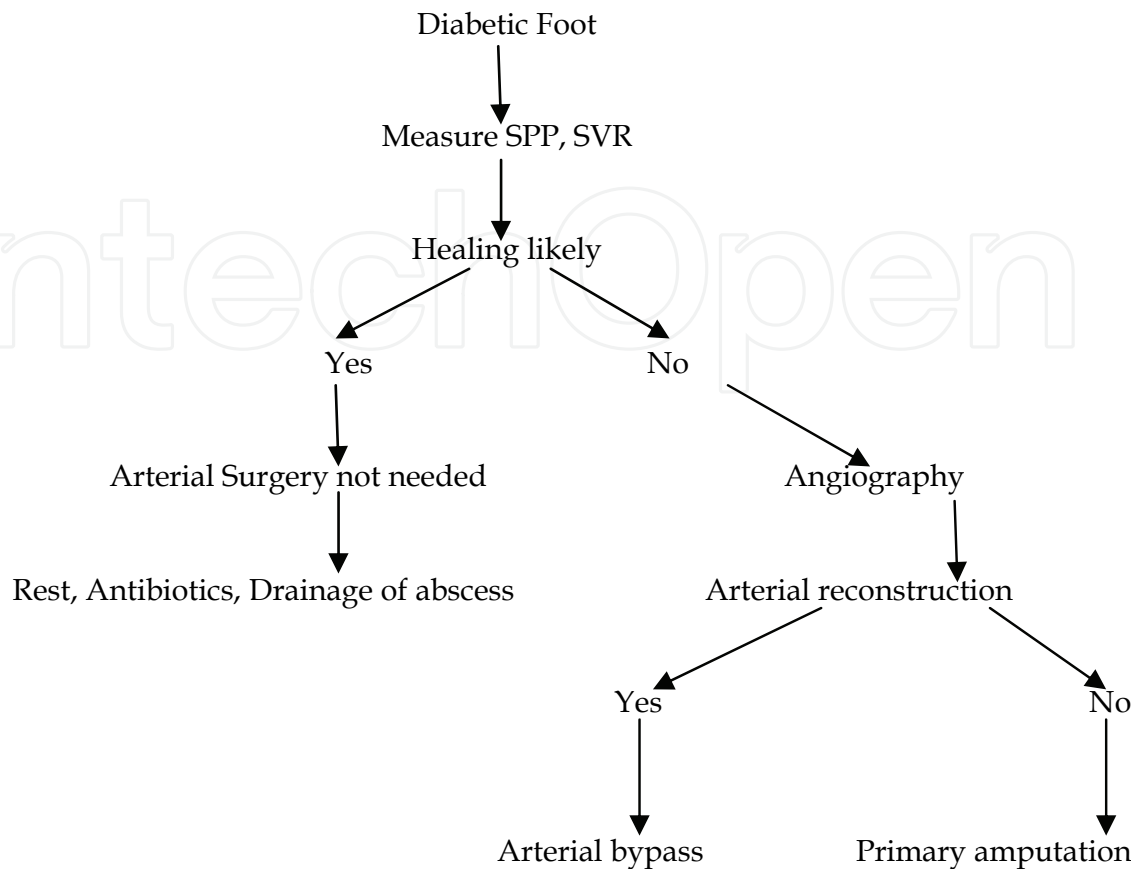 Diabetic Foot
Measure SPP, SVR
Healing likely
Yes
No
Arterial Surgery not needed
Angiography
Rest, Antibiotics, Drainage of abscess
Arterial reconstruction
Yes
No
Arterial bypass
Primary amputation
ntechOpen